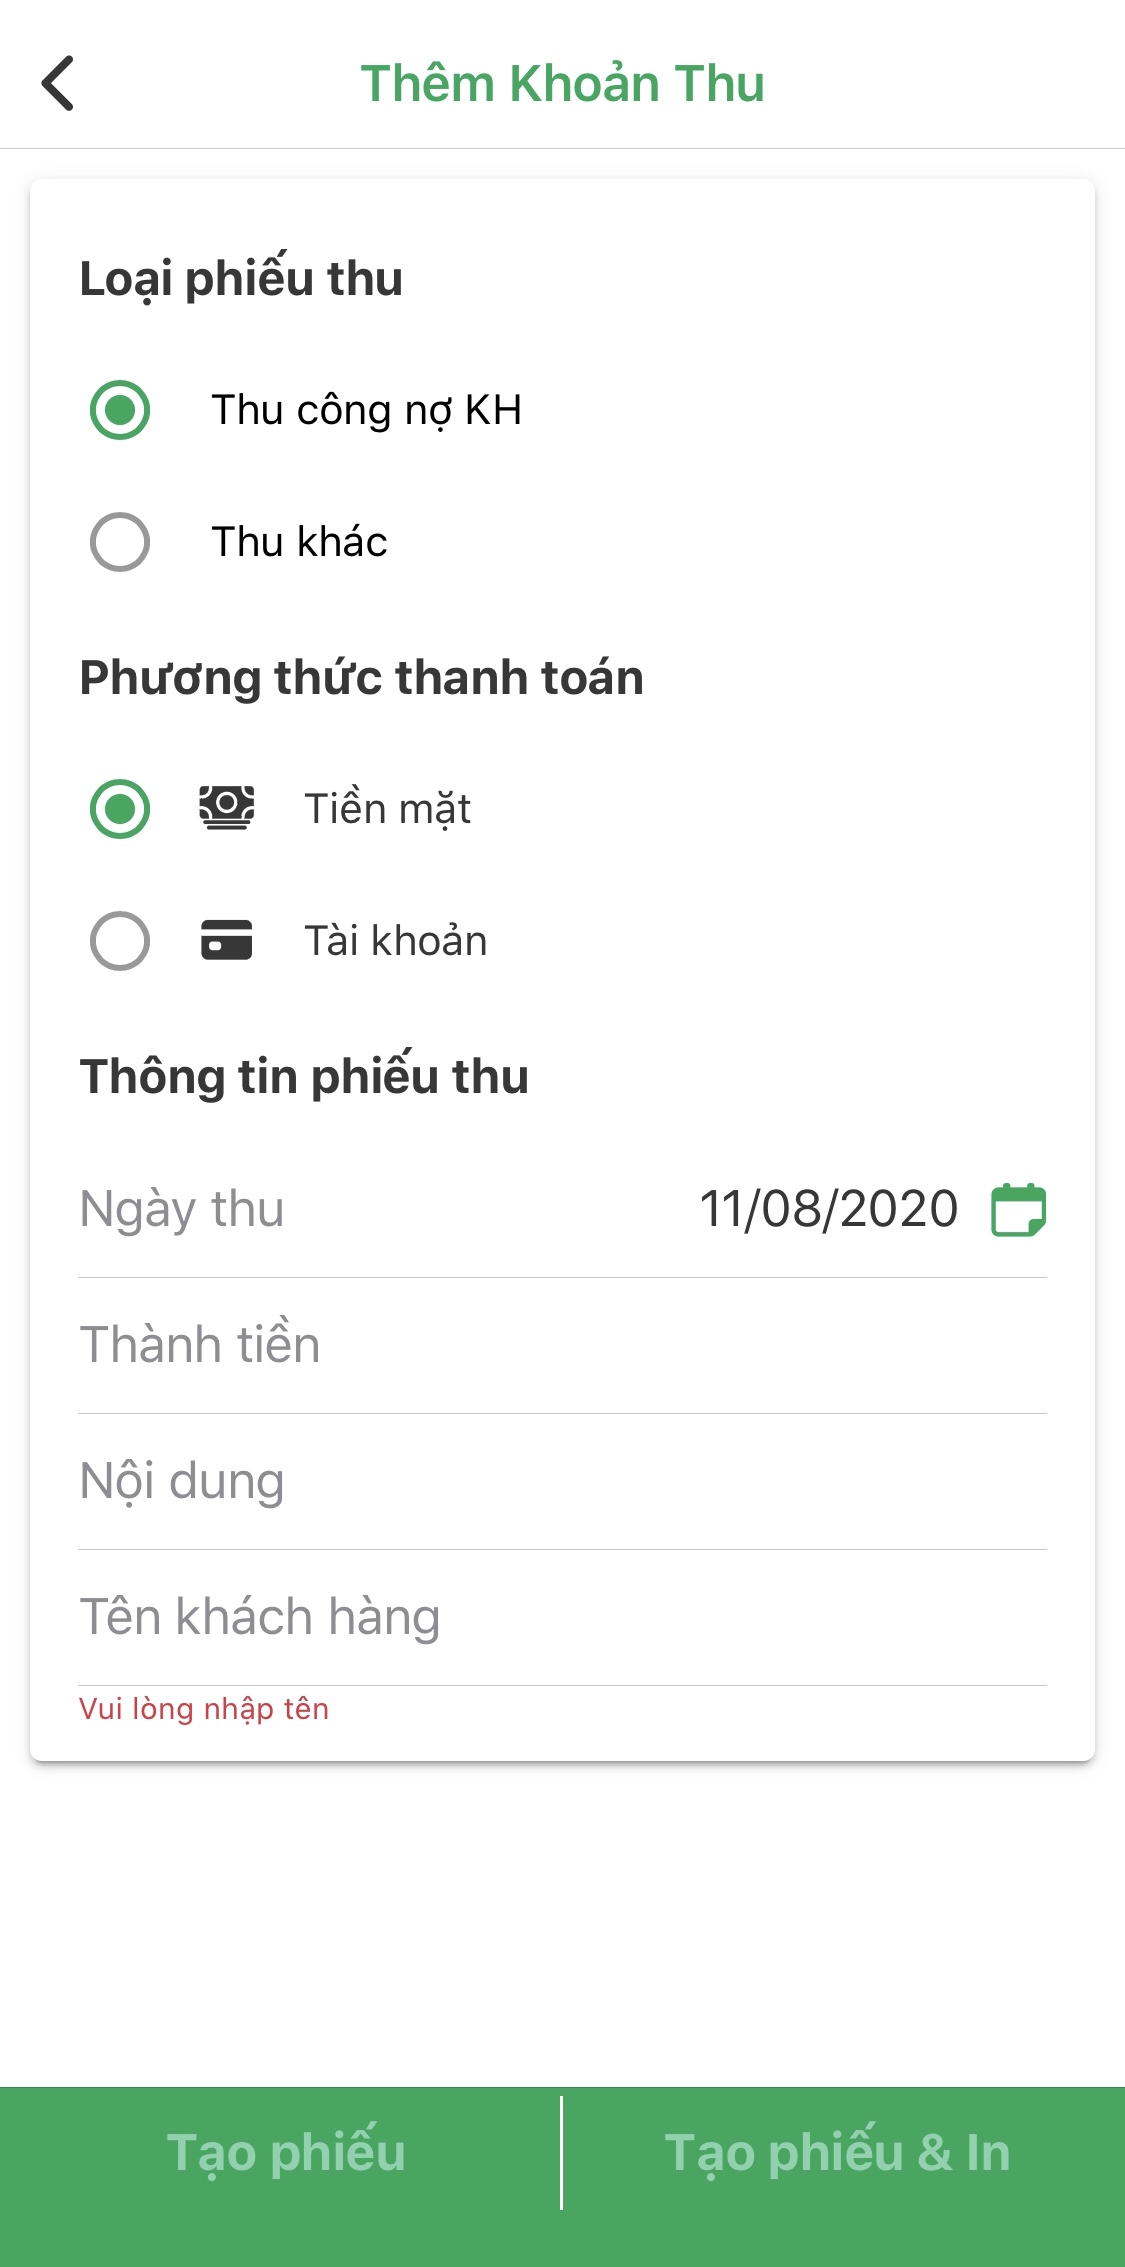 Thêm Khoản Thu
Loại phiếu thu
Thu công nợ KH
Thu khác
Phương thức thanh toán
Tiền mặt
Tài khoản
Thông tin phiếu thu
Ngày thu 11/08/2020
Thành tiền
Nội dung
Tên khách hàng
Vui lòng nhập tên
Tạo phiếu Tạo phiếu & In